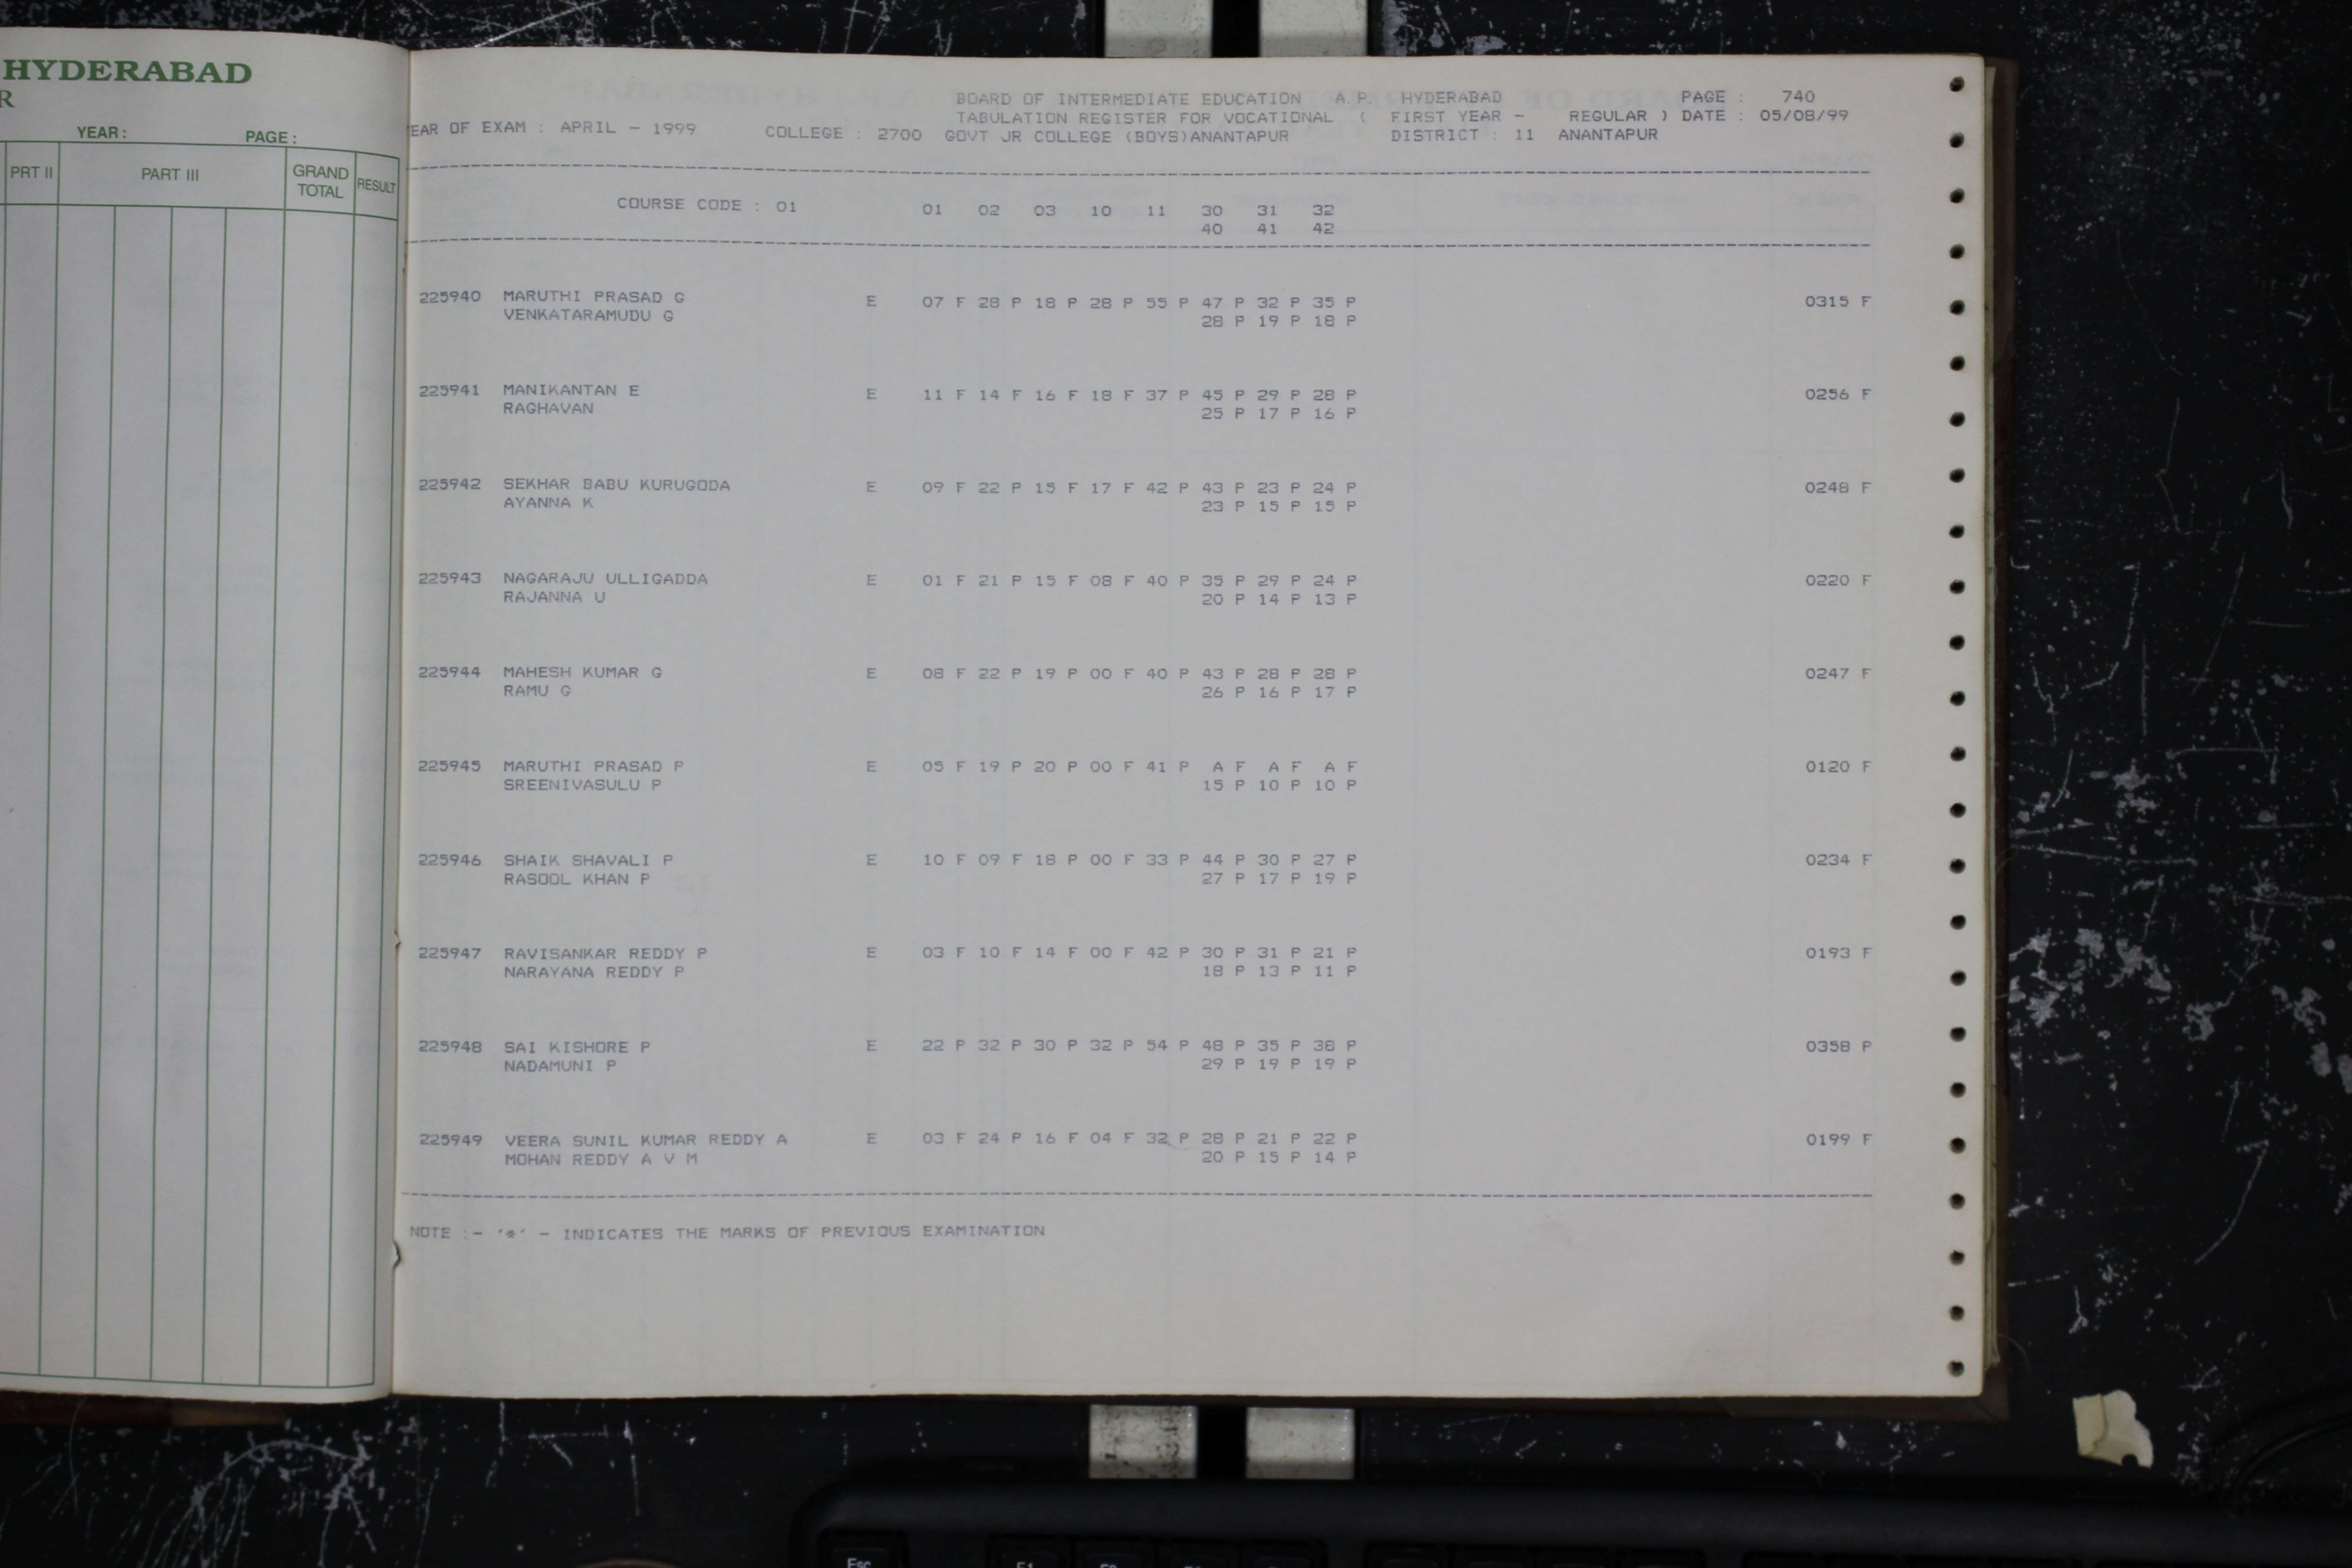 HYDERABAD
R
YEAR: PAGE:
PRT II PART III GRAND TOTAL RESULT
BOARD OF INTERMEDIATE EDUCATION A.P. HYDERABAD PAGE : 740
TABULATION REGISTER FOR VOCATIONAL ( FIRST YEAR - REGULAR ) DATE : 05/08/99
EAR OF EXAM : APRIL - 1999 COLLEGE : 2700 GOVT JR COLLEGE (BOYS)ANANTAPUR DISTRICT : 11 ANANTAPUR
COURSE CODE : 01 01 02 03 10 11 30 31 32
40 41 42
225940 MARUTHI PRASAD G E 07 F 28 P 18 P 28 P 55 P 47 P 32 P 35 P 0315 F
VENKATARAMUDU G 28 P 19 P 18 P
225941 MANIKANTAN E E 11 F 14 F 16 F 18 F 37 P 45 P 29 P 28 P 0256 F
RAGHAVAN 25 P 17 P 16 P
225942 SEKHAR BABU KURUGODA E 09 F 22 P 15 F 17 F 42 P 43 P 23 P 24 P 0248 F
AYANNA K 23 P 15 P 15 P
225943 NAGARAJU ULLIGADDA E 01 F 21 P 15 F 08 F 40 P 35 P 29 P 24 P 0220 F
RAJANNA U 20 P 14 P 13 P
225944 MAHESH KUMAR G E 08 F 22 P 19 P 00 F 40 P 43 P 28 P 28 P 0247 F
RAMU G 26 P 16 P 17 P
225945 MARUTHI PRASAD P E 05 F 19 P 20 P 00 F 41 P A F A F A F 0120 F
SREENIVASULU P 15 P 10 P 10 P
225946 SHAIK SHAVALI P E 10 F 09 F 18 P 00 F 33 P 44 P 30 P 27 P 0234 F
RASOOL KHAN P 27 P 17 P 19 P
225947 RAVISANKAR REDDY P E 03 F 10 F 14 F 00 F 42 P 30 P 31 P 21 P 0193 F
NARAYANA REDDY P 18 P 13 P 11 P
225948 SAI KISHORE P E 22 P 32 P 30 P 32 P 54 P 48 P 35 P 38 P 0358 P
NADAMUNI P 29 P 19 P 19 P
225949 VEERA SUNIL KUMAR REDDY A E 03 F 24 P 16 F 04 F 32 P 28 P 21 P 22 P 0199 F
MOHAN REDDY A V M 20 P 15 P 14 P
NOTE :- '*' - INDICATES THE MARKS OF PREVIOUS EXAMINATION
Esc